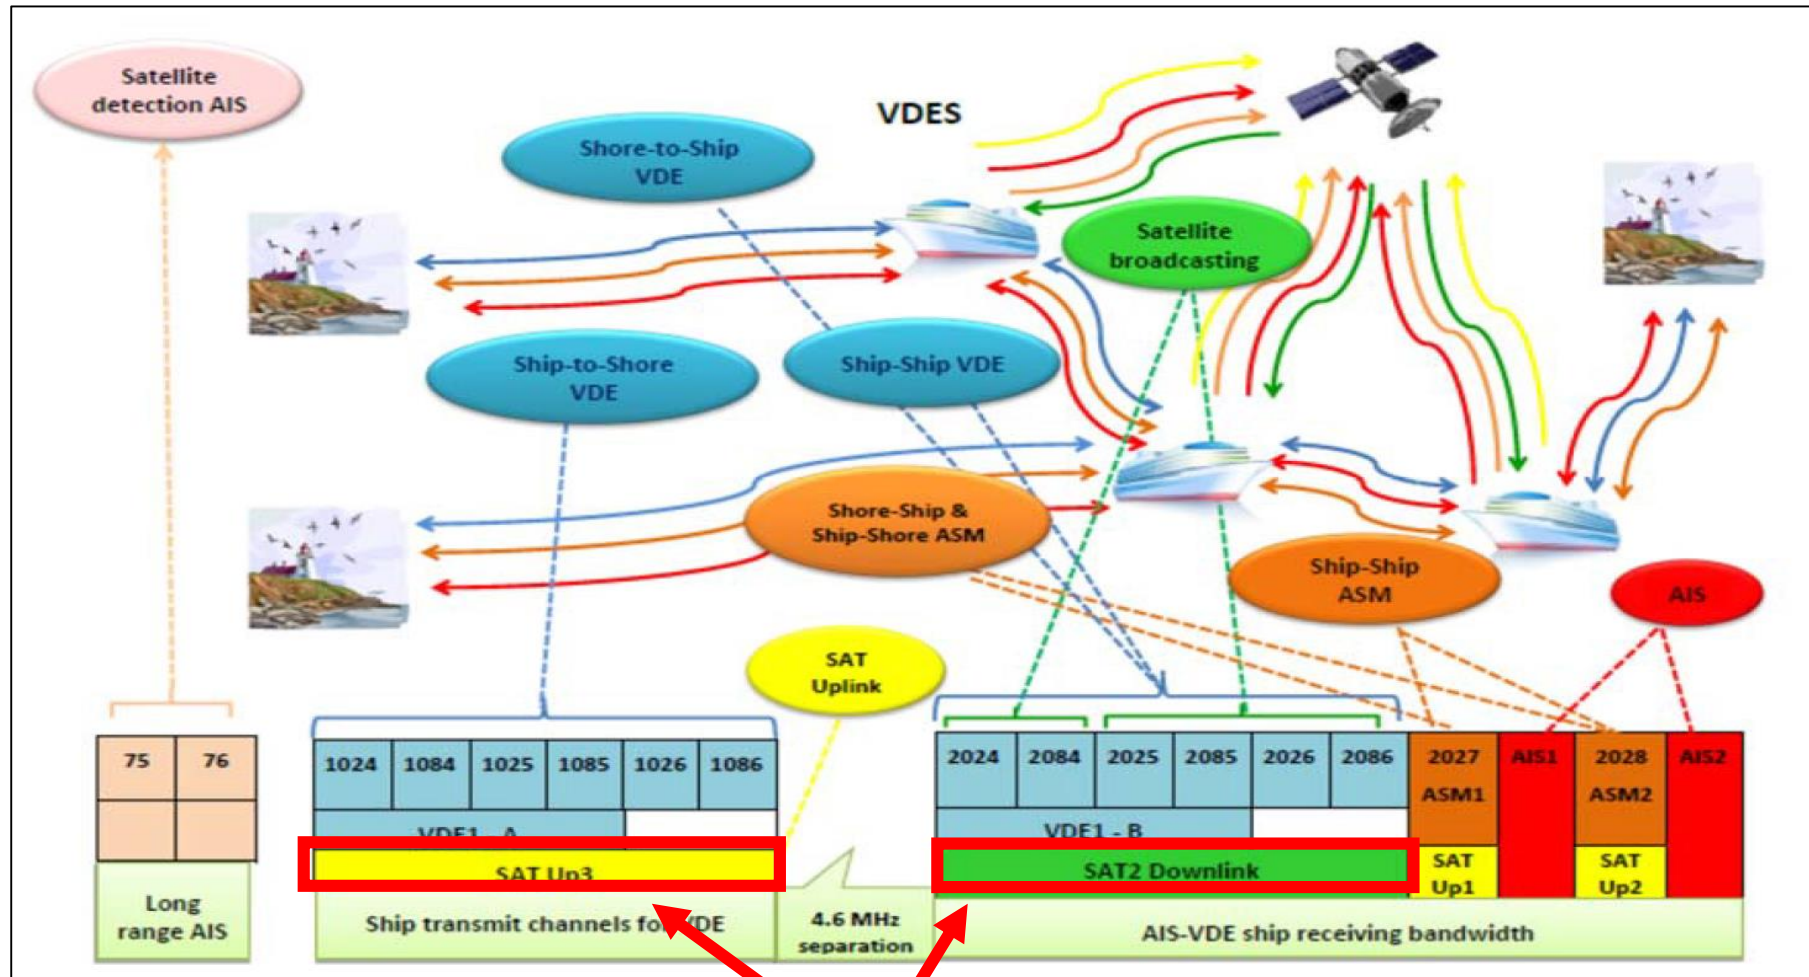 Satellite
detection AIS
VDES
Shore-to-Ship
VDE
Satellite
broadcasting
Ship-to-Shore
VDE
Ship-Ship VDE
Shore-Ship &
Ship-Shore ASM
Ship-Ship
ASM
AIS
SAT
Uplink
75 76
1024 1084 1025 1085 1026 1086
2024 2084 2025 2085 2026 2086 2027 AIS1 2028 AIS2
ASM1 ASM2
VDE1 - A
VDE1 - B
SAT Up3
SAT2 Downlink
SAT
Up1
SAT
Up2
Long
range AIS
Ship transmit channels for VDE
4.6 MHz
separation
AIS-VDE ship receiving bandwidth